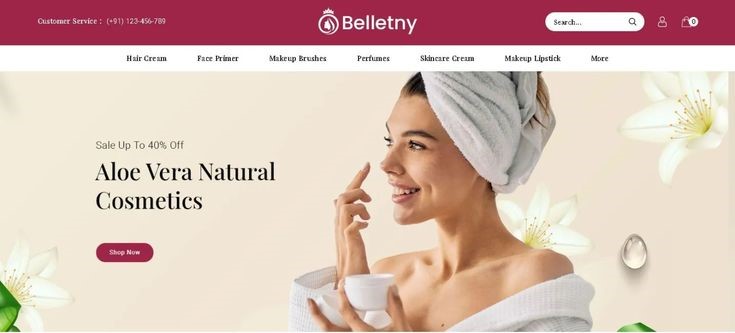 Customer Service : (+91) 123-456-789
Belletny
Search...
0
Hair Cream Face Primer Makeup Brushes Perfumes Skincare Cream Makeup Lipstick More
Sale Up To 40% Off
Aloe Vera Natural
Cosmetics
Shop Now